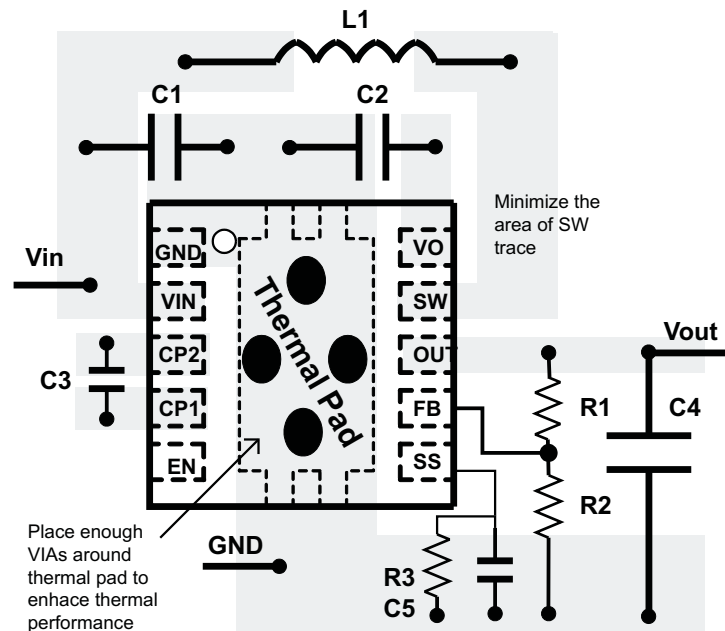 L1
C1
C2
Minimize the
area of SW
trace
Vin
GND
VO
VIN
SW
Thermal Pad
Vout
CP2
OUT
C3
CP1
FB
R1
C4
EN
SS
R2
Place enough
VIAs around
thermal pad to
enhace thermal
performance
GND
R3
C5